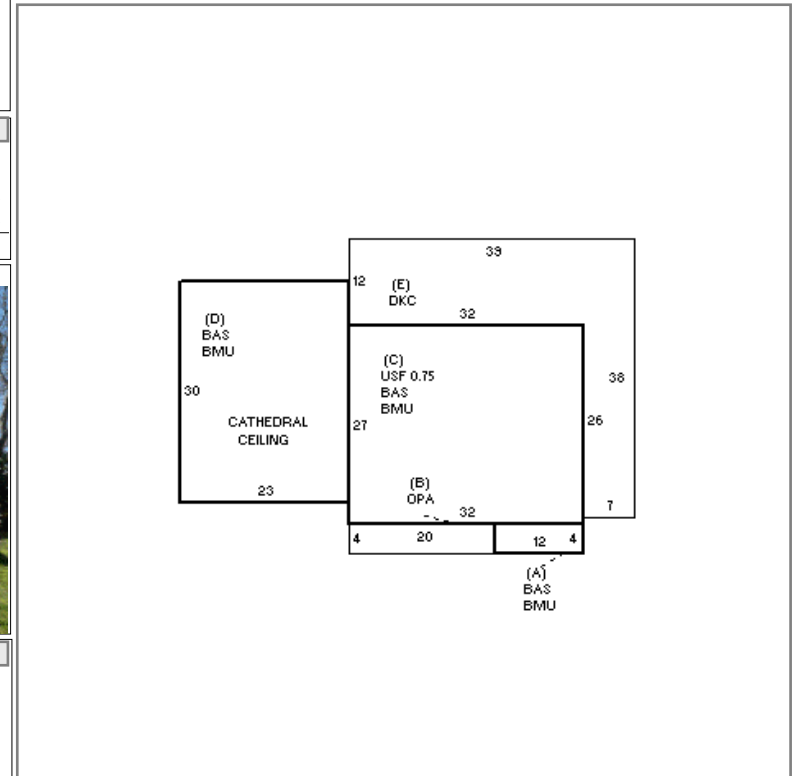 39
12
(E)
DKC
32
(D)
BAS
BMU
(C)
USF 0.75
BAS
BMU
38
30
CATHEDRAL
CEILING
27
26
(B)
OPA
23
32
7
4
20
12
4
(A)
BAS
BMU